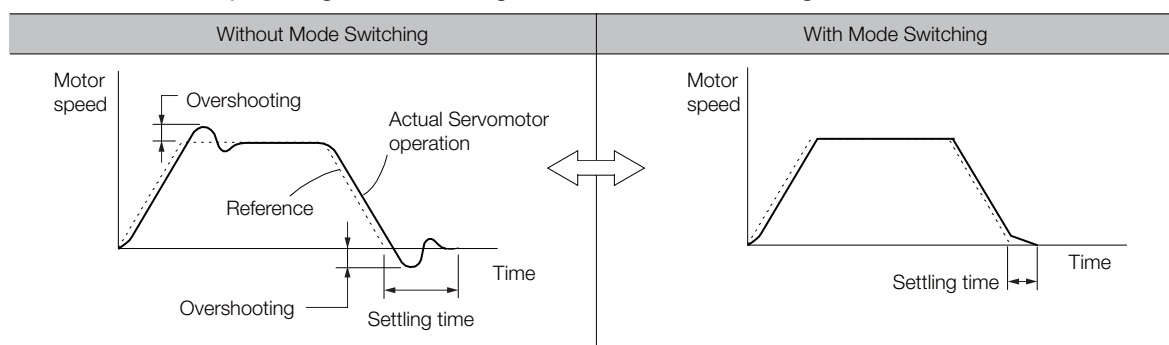 Without Mode Switching
With Mode Switching
Motor
speed
Overshooting
Actual Servomotor
operation
Reference
Time
Overshooting
Settling time
Motor
speed
Time
Settling time